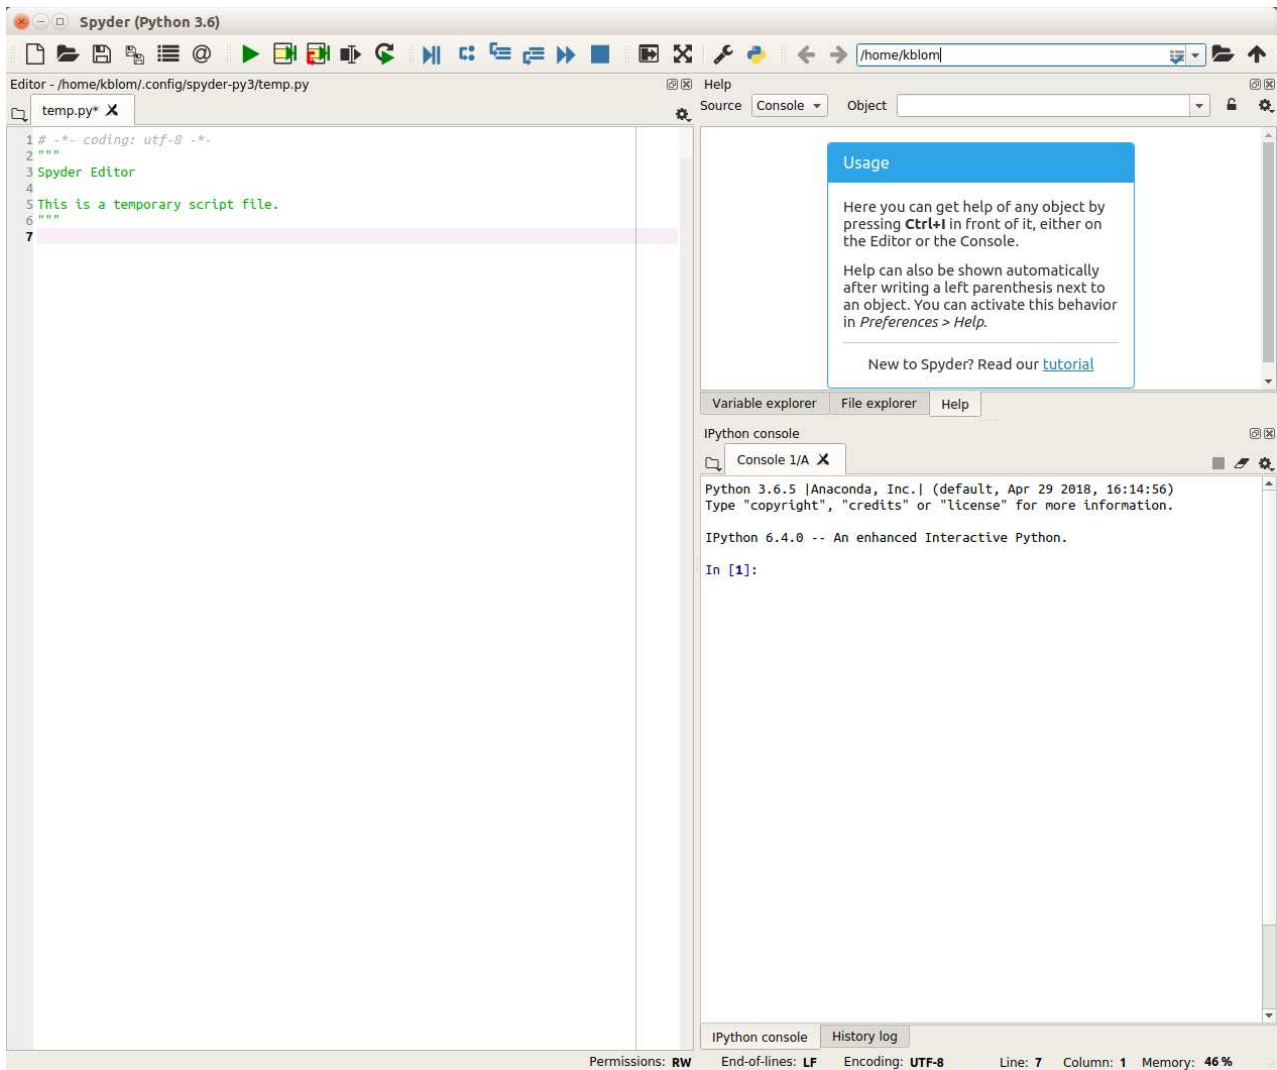 Spyder (Python 3.6)
/home/kblom
Editor - /home/kblom/.config/spyder-py3/temp.py
temp.py*
1 # -*- coding: utf-8 -*-
2 """
3 Spyder Editor
4
5 This is a temporary script file.
6 """
7
Help
Source Console Object
Usage
Here you can get help of any object by
pressing Ctrl+I in front of it, either on
the Editor or the Console.
Help can also be shown automatically
after writing a left parenthesis next to
an object. You can activate this behavior
in Preferences > Help.
New to Spyder? Read our tutorial
Variable explorer File explorer Help
IPython console
Console 1/A
Python 3.6.5 |Anaconda, Inc.| (default, Apr 29 2018, 16:14:56)
Type "copyright", "credits" or "license" for more information.
IPython 6.4.0 -- An enhanced Interactive Python.
In [1]:
IPython console History log
Permissions: RW End-of-lines: LF Encoding: UTF-8 Line: 7 Column: 1 Memory: 46 %